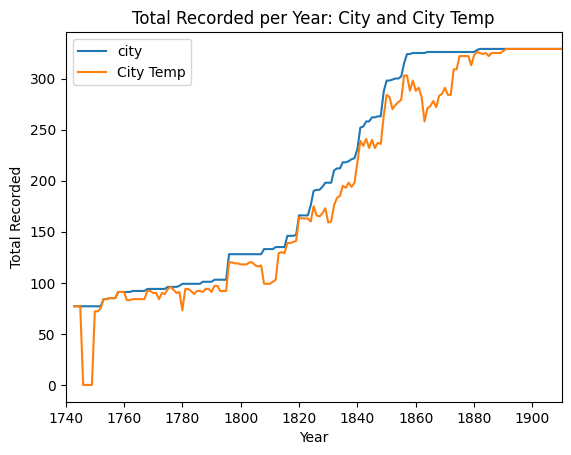 Total Recorded per Year: City and City Temp
city
City Temp
300
250
200
150
100
50
0
Total Recorded
1740 1760 1780 1800 1820 1840 1860 1880 1900
Year